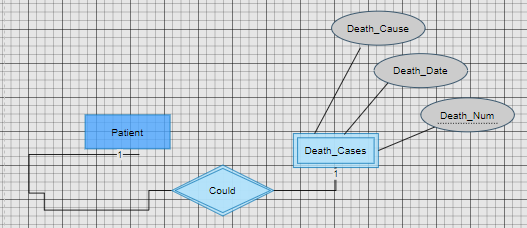 Death_Cause
Death_Date
Death_Num
Patient
Death_Cases
1
1
Could